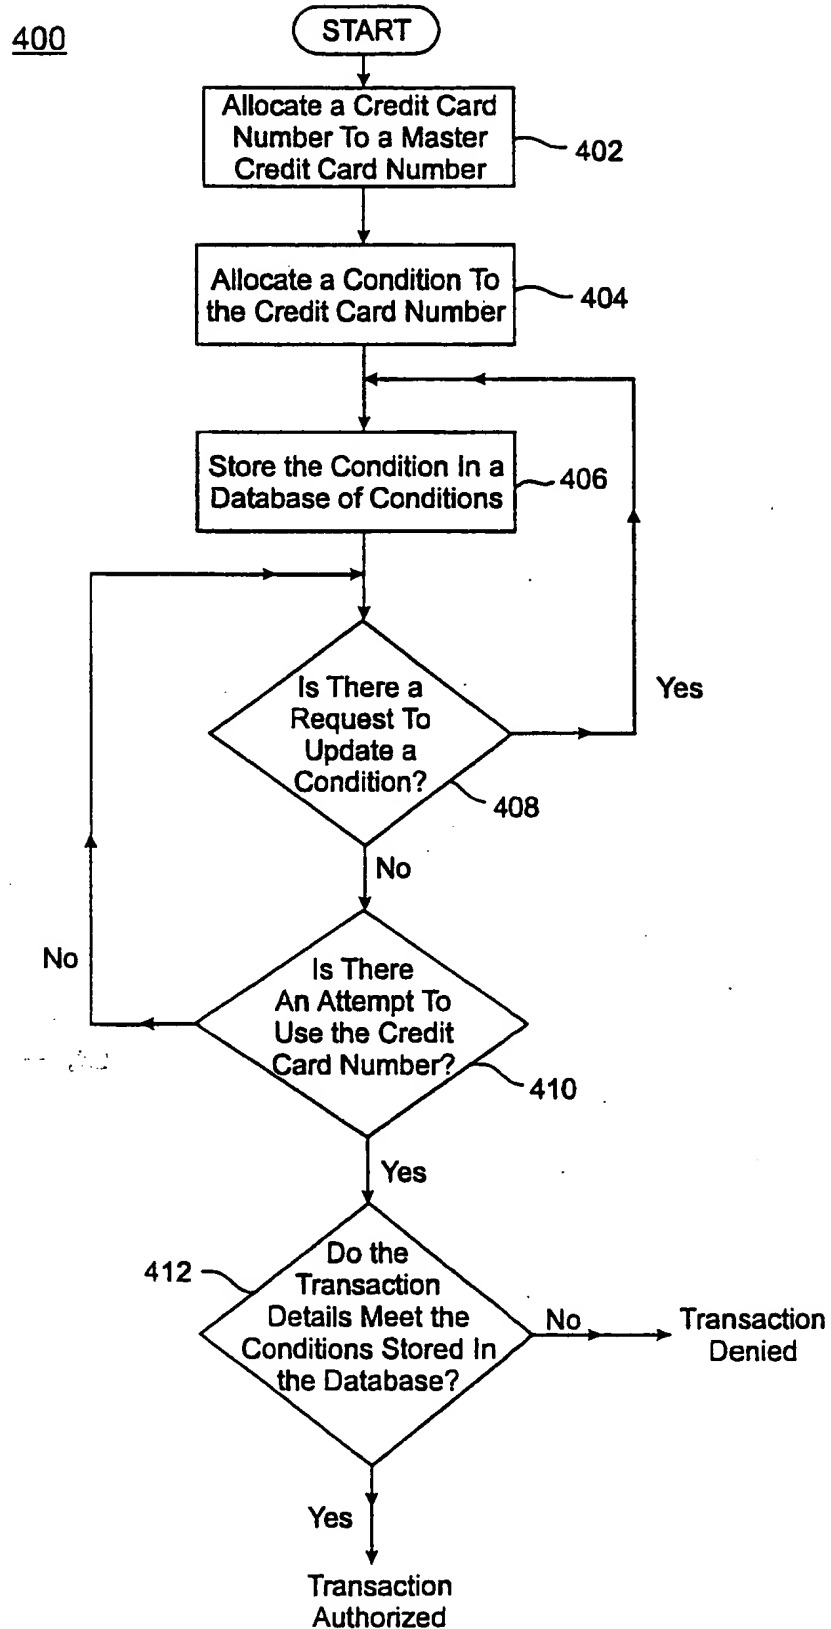 400
START
Allocate a Credit Card
Number To a Master
Credit Card Number
402
Allocate a Condition To
the Credit Card Number
404
Store the Condition In a
Database of Conditions
406
Is There a
Request To
Update a
Condition?
408
Yes
No
Is There
An Attempt To
Use the Credit
Card Number?
410
No
Yes
412
Do the
Transaction
Details Meet the
Conditions Stored In
the Database?
No
Transaction
Denied
Yes
Transaction
Authorized